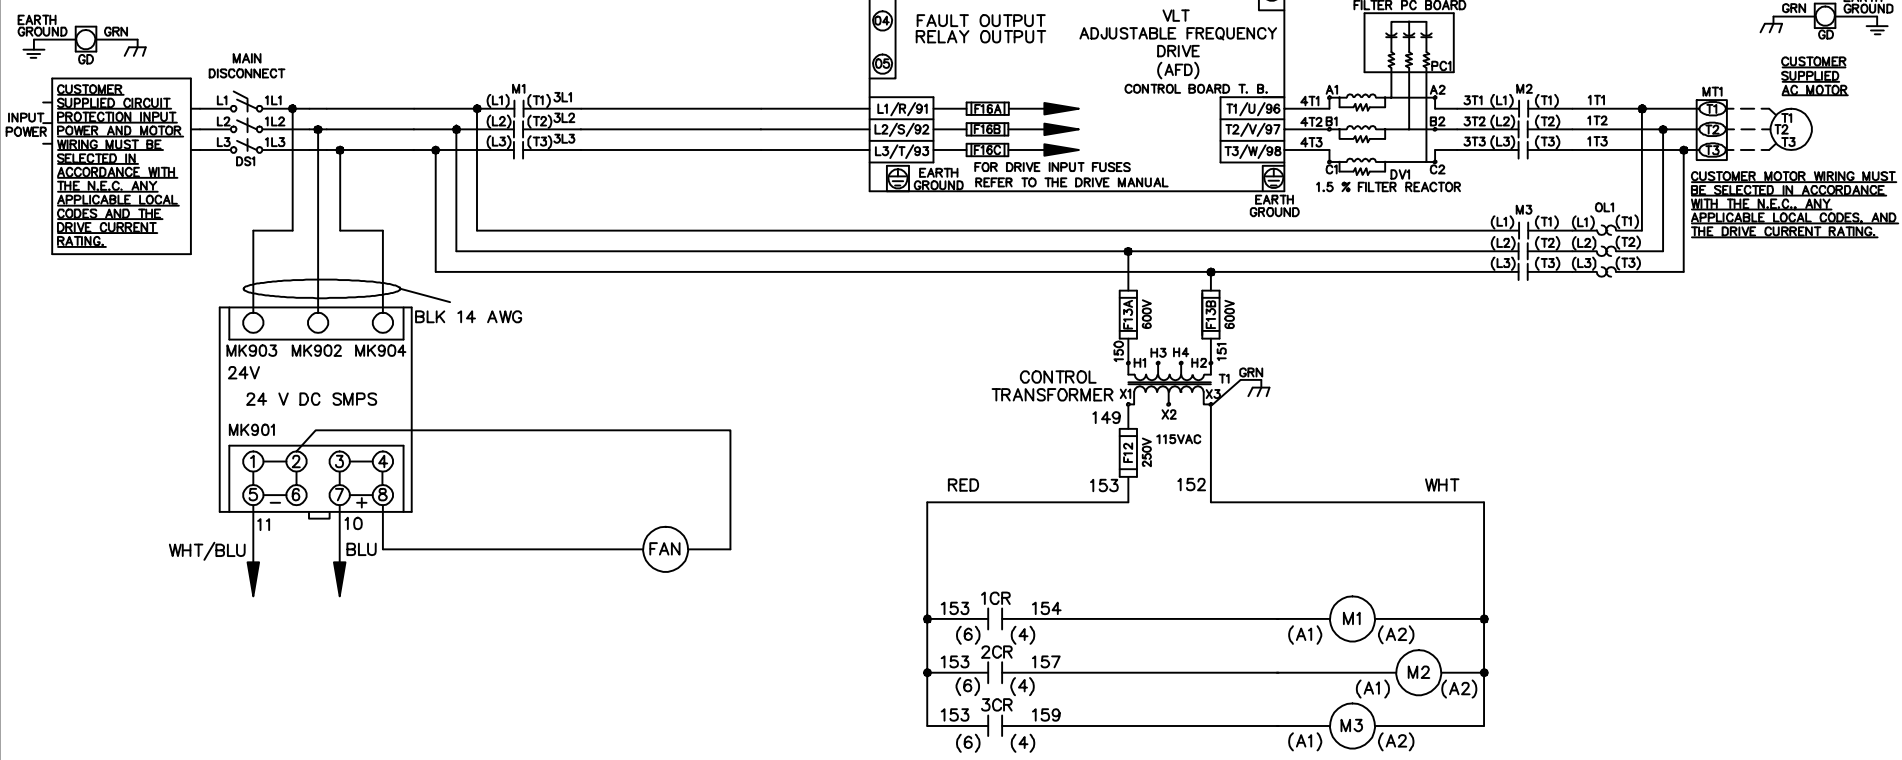 EARTH
GROUND
GRN
GD
INPUT
POWER
CUSTOMER
SUPPLIED CIRCUIT
PROTECTION INPUT
POWER AND MOTOR
WIRING MUST BE
SELECTED IN
ACCORDANCE WITH
THE N.E.C. ANY
APPLICABLE LOCAL
CODES AND THE
DRIVE CURRENT
RATING.
MAIN
DISCONNECT
L1 1L1
L2 1L2
L3 1L3
DS1
M1
(L1) (T1) 3L1
(L2) (T2) 3L2
(L3) (T3) 3L3
04
05
FAULT OUTPUT
RELAY OUTPUT
VLT
ADJUSTABLE FREQUENCY
DRIVE
(AFD)
CONTROL BOARD T. B.
L1/R/91 IF16A
L2/S/92 IF16B
L3/T/93 IF16C
T1/U/96
T2/V/97
T3/W/98
EARTH
GROUND
FOR DRIVE INPUT FUSES
REFER TO THE DRIVE MANUAL
EARTH
GROUND
FILTER PC BOARD
PC1
4T1 A1 A2
4T2 B1 B2
4T3 C1 C2
DV1
1.5 % FILTER REACTOR
M2
3T1 (L1) (T1) 1T1
3T2 (L2) (T2) 1T2
3T3 (L3) (T3) 1T3
MT1
T1
T2
T3
T1
T2
T3
GRN
EARTH
GROUND
GD
CUSTOMER
SUPPLIED
AC MOTOR
CUSTOMER MOTOR WIRING MUST
BE SELECTED IN ACCORDANCE
WITH THE N.E.C., ANY
APPLICABLE LOCAL CODES, AND
THE DRIVE CURRENT RATING.
M3 OL1
(L1) (T1) (L1) (T1)
(L2) (T2) (L2) (T2)
(L3) (T3) (L3) (T3)
BLK 14 AWG
MK903 MK902 MK904
24V
24 V DC SMPS
MK901
1 2 3 4
5 - 6 7 + 8
11
10
WHT/BLU
BLU
FAN
F13A
600V
F13B
600V
150
151
H1 H3 H4 H2
CONTROL
TRANSFORMER
T1
GRN
X1 X2 X3
149
F12
250V
115VAC
153
152
RED
WHT
1CR
153 154
(6) (4)
M1
(A1) (A2)
2CR
153 157
(6) (4)
M2
(A1) (A2)
3CR
153 159
(6) (4)
M3
(A1) (A2)